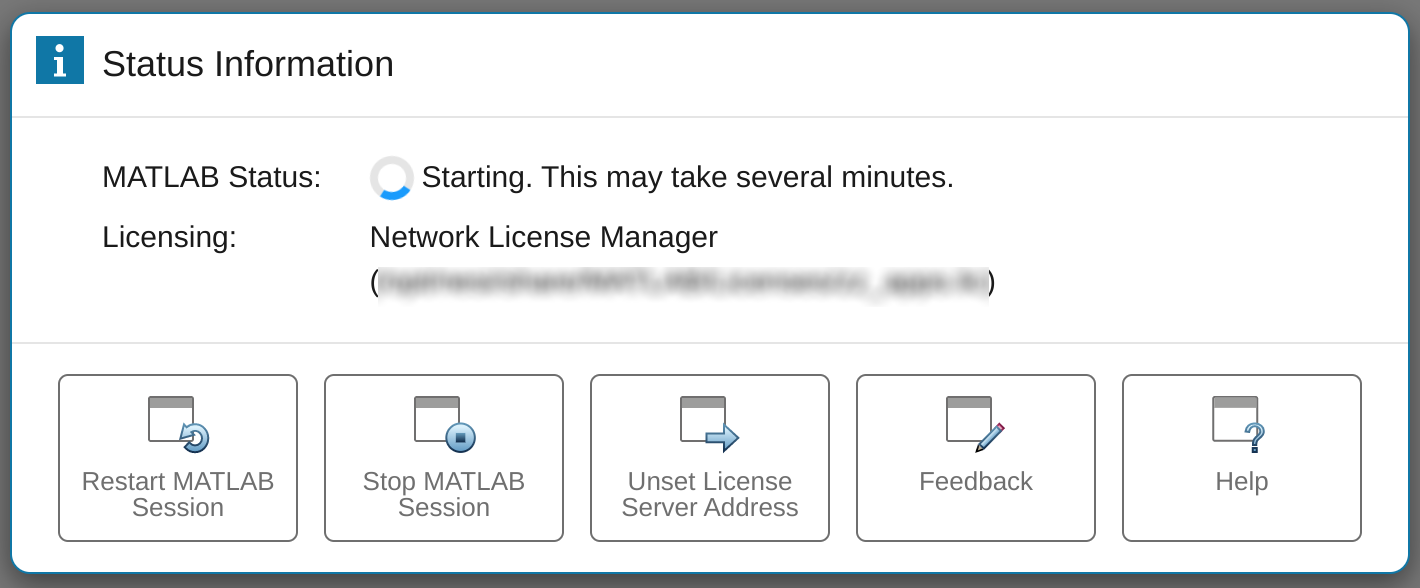 Status Information
MATLAB Status: Starting. This may take several minutes.
Licensing: Network License Manager
( )
Restart MATLAB
Session
Stop MATLAB
Session
Unset License
Server Address
Feedback
Help